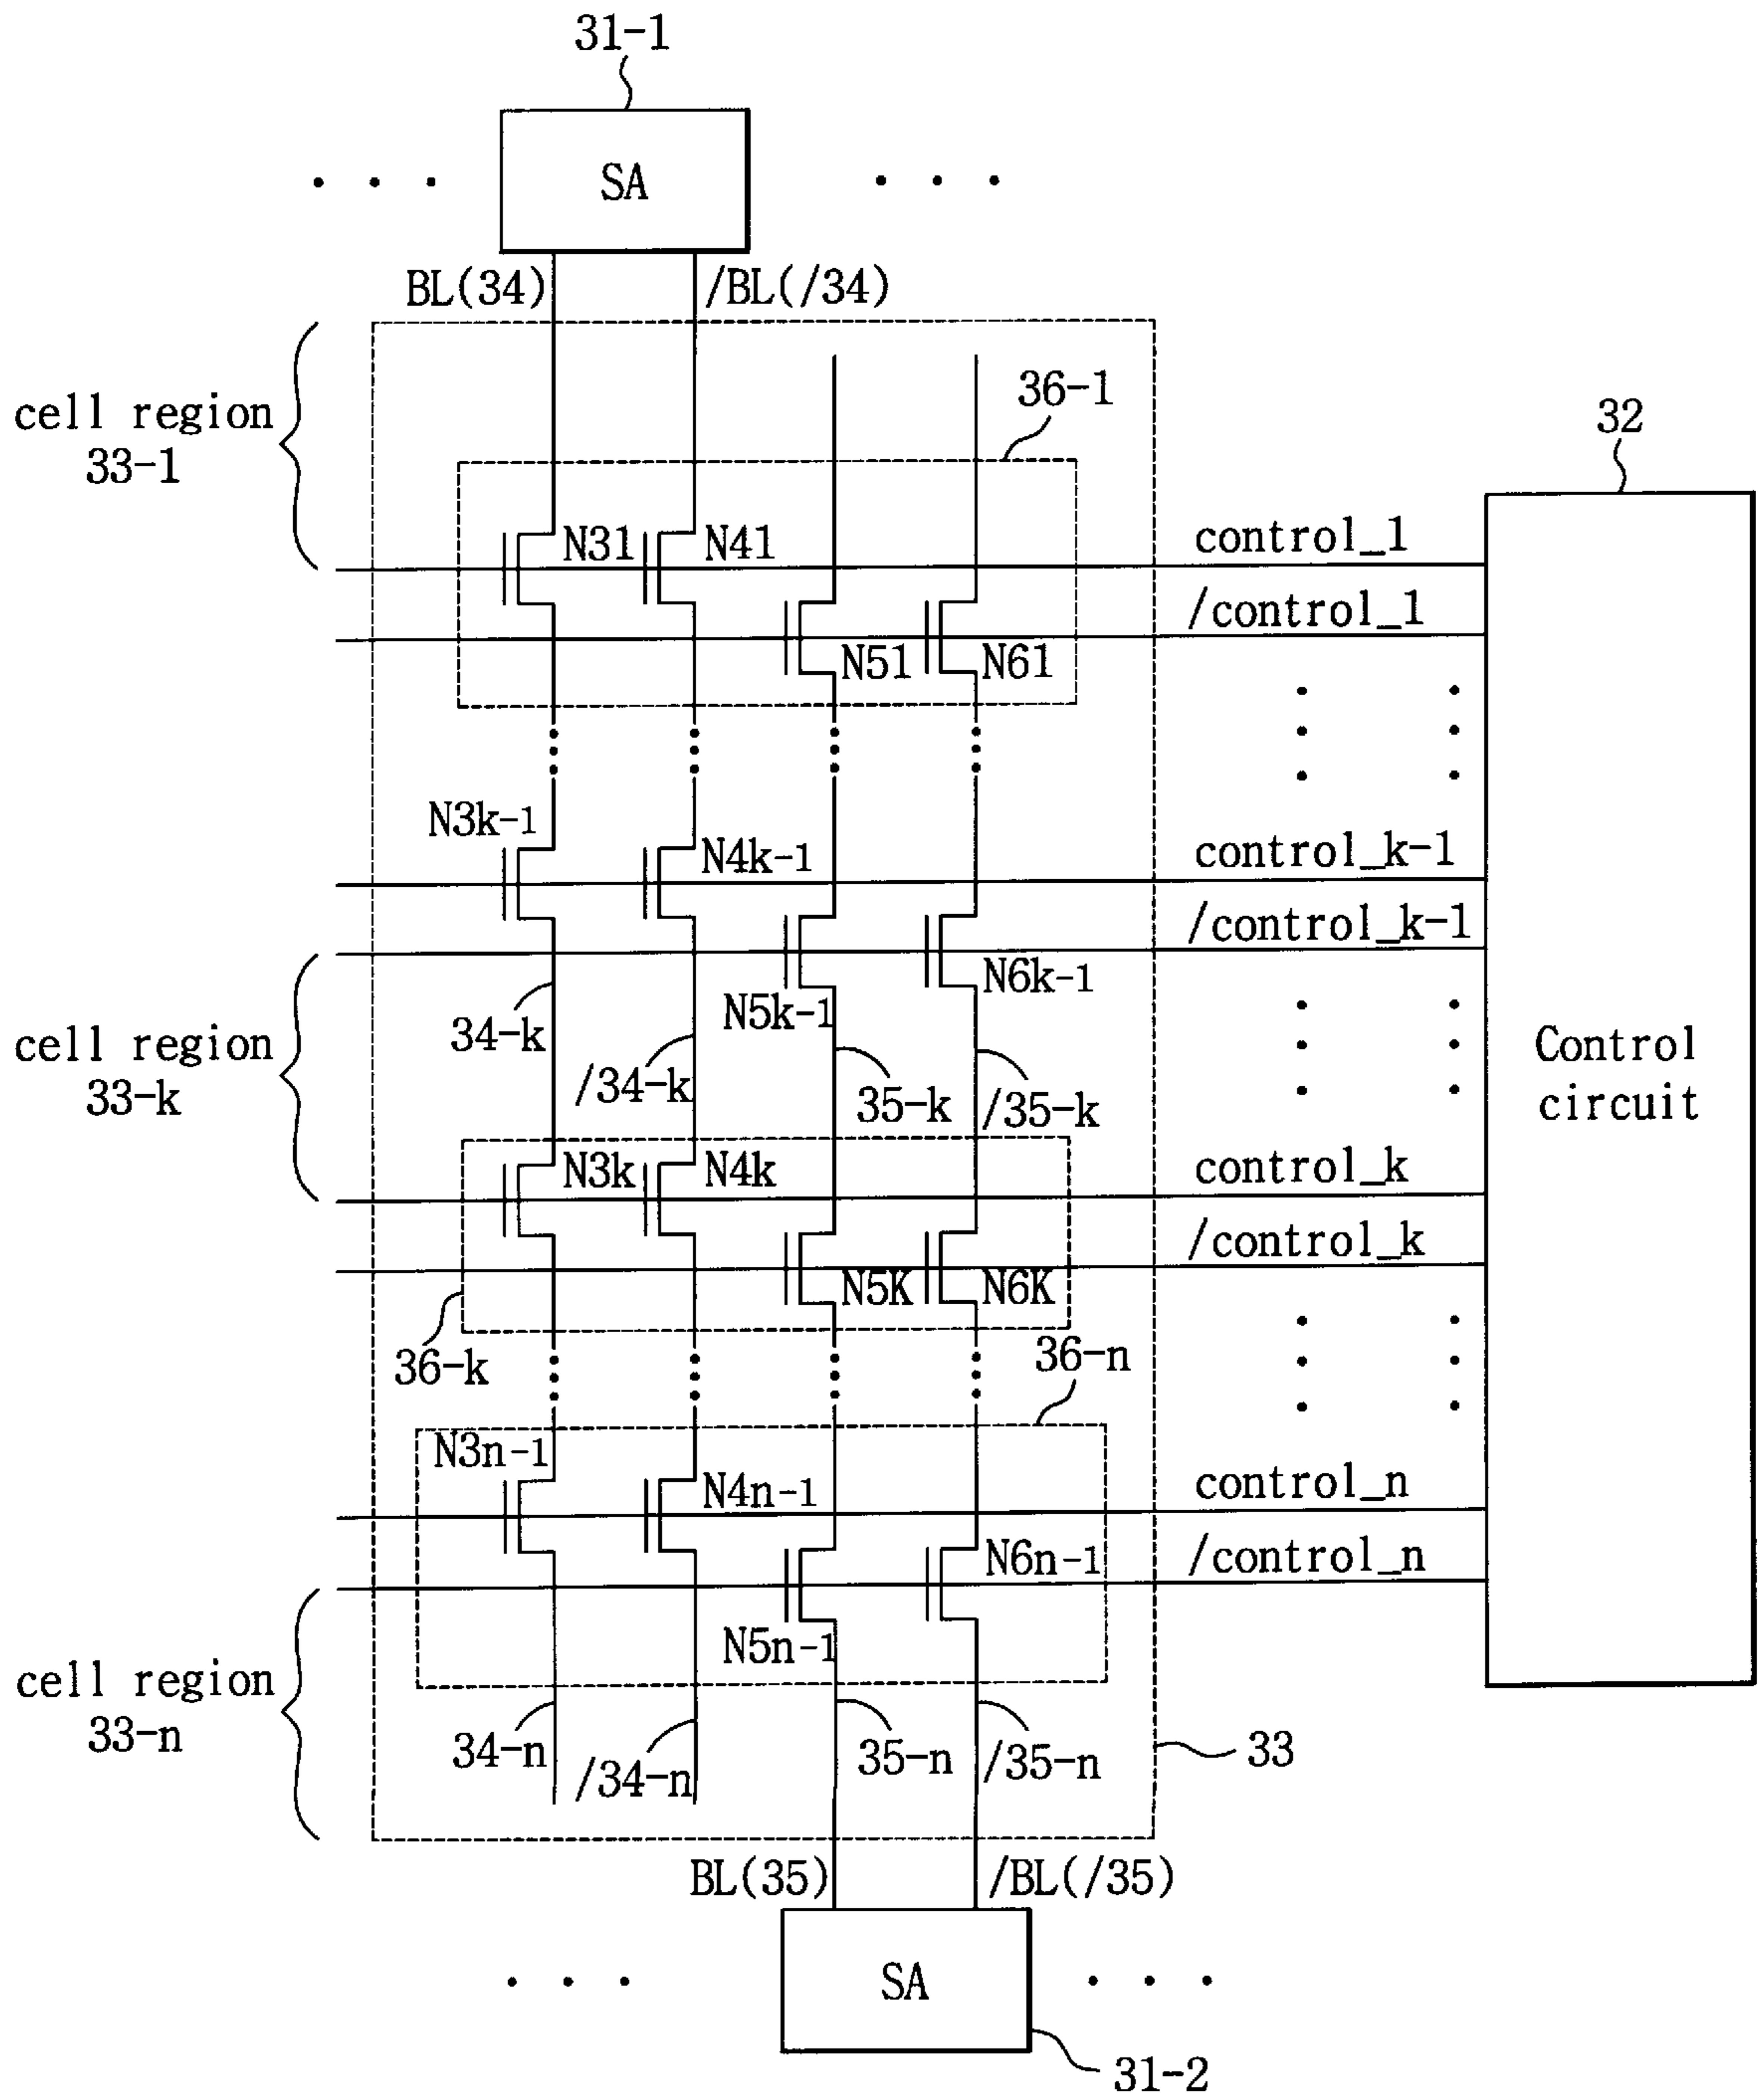 31-1
SA
BL(34)
/BL(/34)
cell region
33-1
36-1
32
N31
N41
control_1
/control_1
N51
N61
N3k-1
N4k-1
control_k-1
/control_k-1
N6k-1
N5k-1
34-k
/34-k
35-k
/35-k
cell region
33-k
Control
circuit
N3k
N4k
control_k
/control_k
N5K
N6K
36-k
36-n
N3n-1
N4n-1
control_n
/control_n
N6n-1
N5n-1
cell region
33-n
34-n
/34-n
35-n
/35-n
33
BL(35)
/BL(/35)
SA
31-2